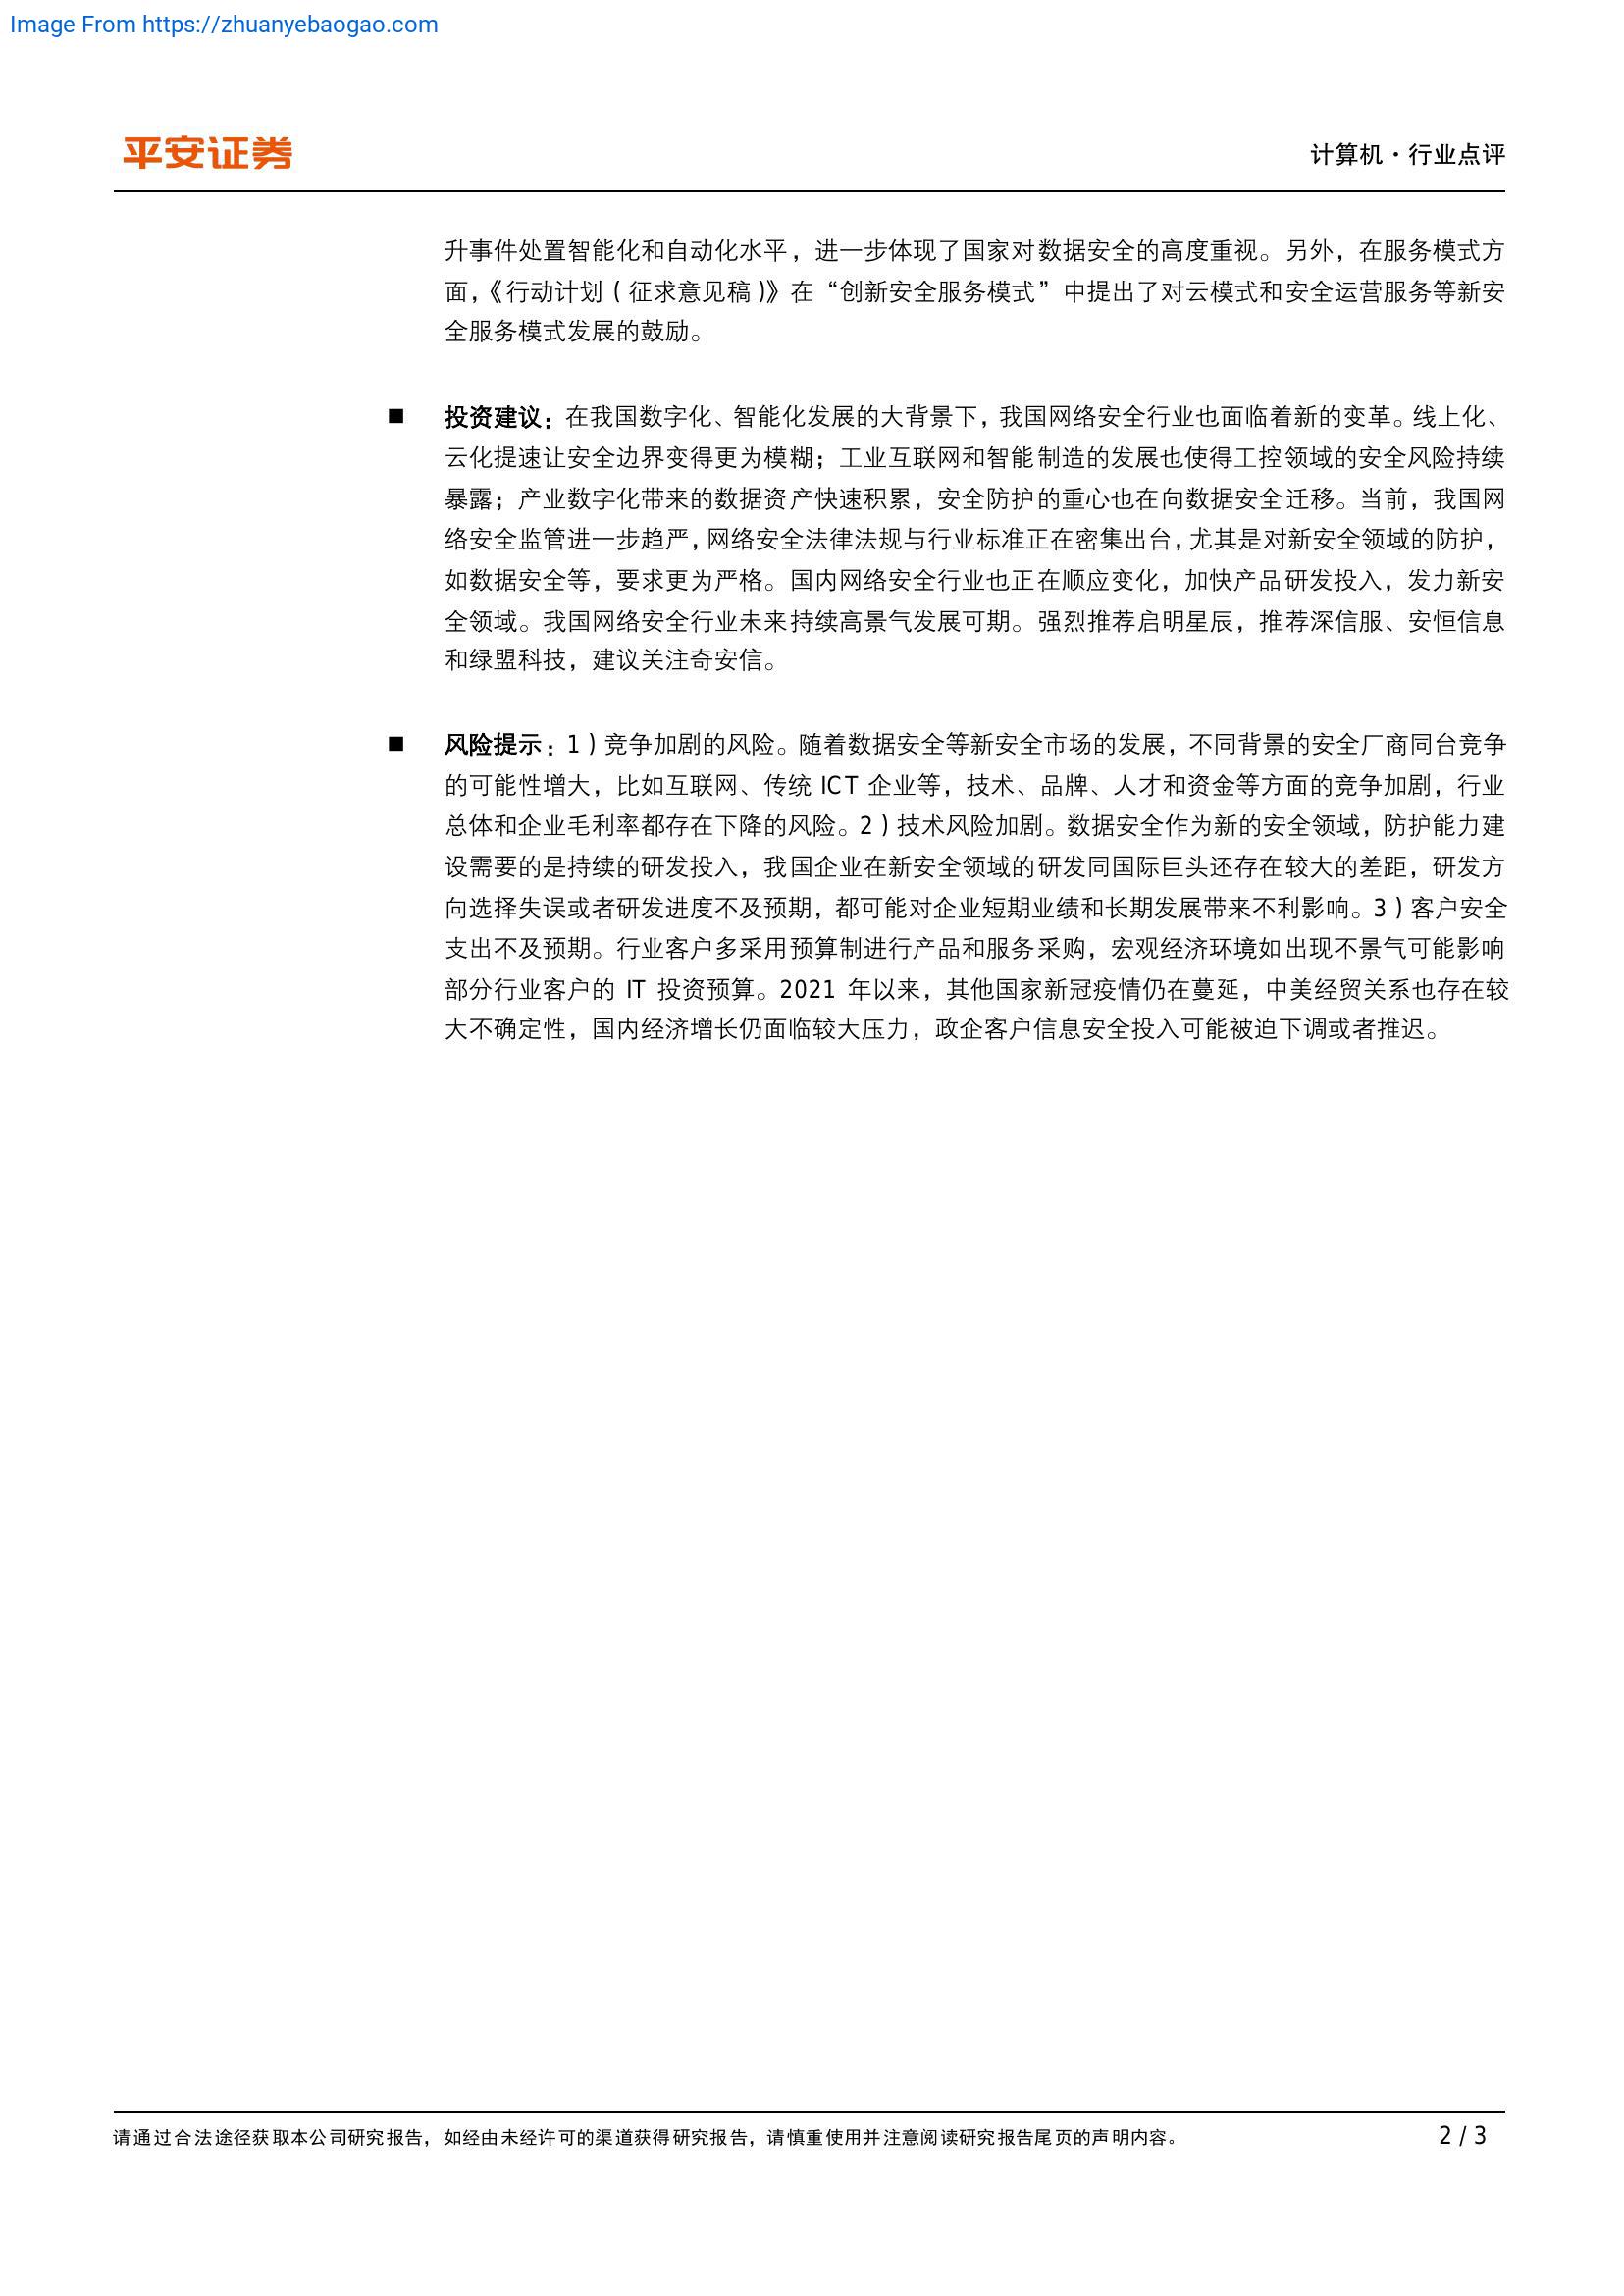 Image From https://zhuanyebaogao.com
平安证券
计算机·行业点评
升事件处置智能化和自动化水平，进一步体现了国家对数据安全的高度重视。另外，在服务模式方
面，《行动计划（征求意见稿）》在“创新安全服务模式”中提出了对云模式和安全运营服务等新安
全服务模式发展的鼓励。
■ 投资建议：在我国数字化、智能化发展的大背景下，我国网络安全行业也面临着新的变革。线上化、
云化提速让安全边界变得更为模糊；工业互联网和智能制造的发展也使得工控领域的安全风险持续
暴露；产业数字化带来的数据资产快速积累，安全防护的重心也在向数据安全迁移。当前，我国网
络安全监管进一步趋严，网络安全法律法规与行业标准正在密集出台，尤其是对新安全领域的防护，
如数据安全等，要求更为严格。国内网络安全行业也正在顺应变化，加快产品研发投入，发力新安
全领域。我国网络安全行业未来持续高景气发展可期。强烈推荐启明星辰，推荐深信服、安恒信息
和绿盟科技，建议关注奇安信。
■ 风险提示：1）竞争加剧的风险。随着数据安全等新安全市场的发展，不同背景的安全厂商同台竞争
的可能性增大，比如互联网、传统 ICT 企业等，技术、品牌、人才和资金等方面的竞争加剧，行业
总体和企业毛利率都存在下降的风险。2）技术风险加剧。数据安全作为新的安全领域，防护能力建
设需要的是持续的研发投入，我国企业在新安全领域的研发同国际巨头还存在较大的差距，研发方
向选择失误或者研发进度不及预期，都可能对企业短期业绩和长期发展带来不利影响。3）客户安全
支出不及预期。行业客户多采用预算制进行产品和服务采购，宏观经济环境如出现不景气可能影响
部分行业客户的 IT 投资预算。2021 年以来，其他国家新冠疫情仍在蔓延，中美经贸关系也存在较
大不确定性，国内经济增长仍面临较大压力，政企客户信息安全投入可能被迫下调或者推迟。
请通过合法途径获取本公司研究报告，如经由未经许可的渠道获得研究报告，请慎重使用并注意阅读研究报告尾页的声明内容。
2 / 3